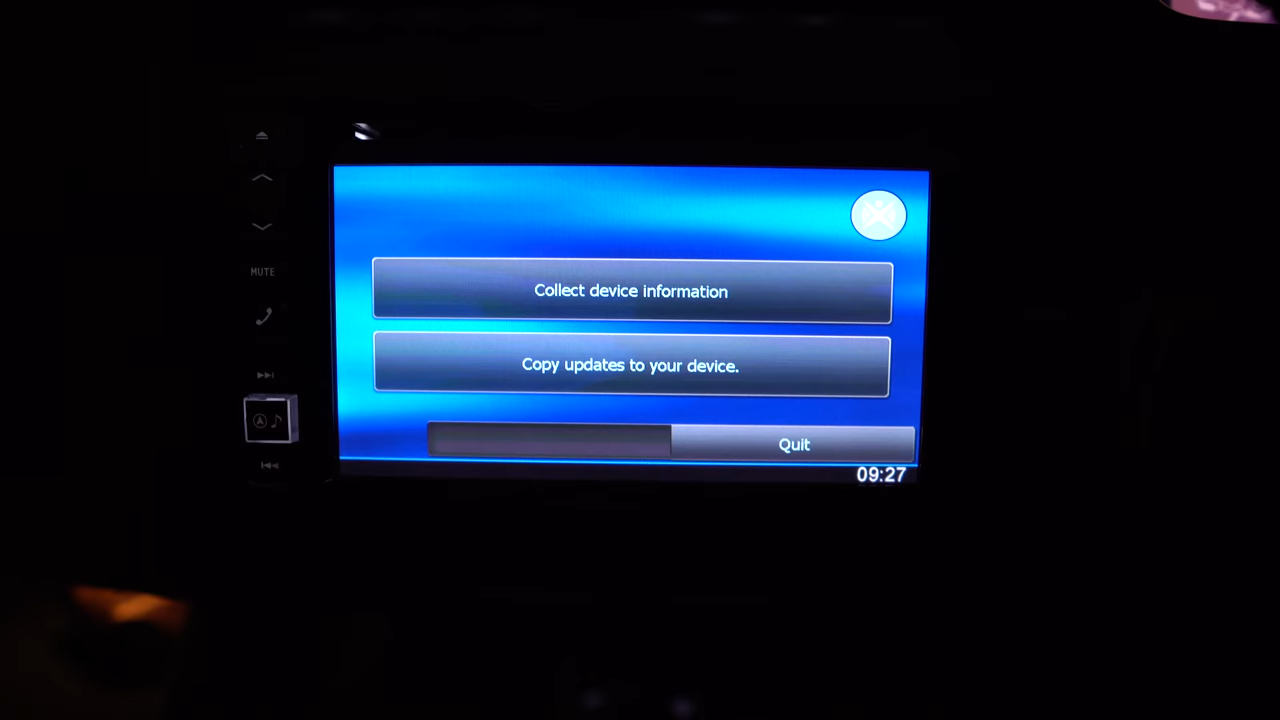 MUTE
Collect device information
Copy updates to your device.
Quit
09:27